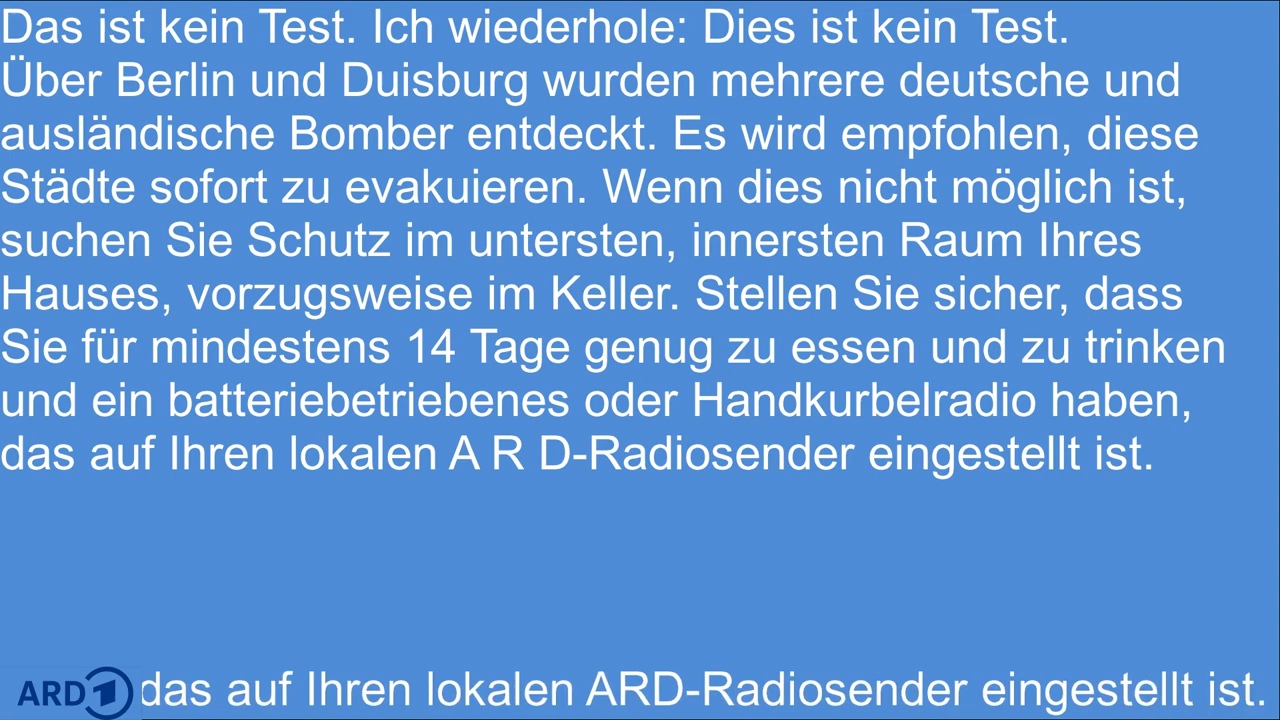 Das ist kein Test. Ich wiederhole: Dies ist kein Test.
Über Berlin und Duisburg wurden mehrere deutsche und
ausländische Bomber entdeckt. Es wird empfohlen, diese
Städte sofort zu evakuieren. Wenn dies nicht möglich ist,
suchen Sie Schutz im untersten, innersten Raum Ihres
Hauses, vorzugsweise im Keller. Stellen Sie sicher, dass
Sie für mindestens 14 Tage genug zu essen und zu trinken
und ein batteriebetriebenes oder Handkurbelradio haben,
das auf Ihren lokalen A R D-Radiosender eingestellt ist.
ARD 1 das auf Ihren lokalen ARD-Radiosender eingestellt ist.